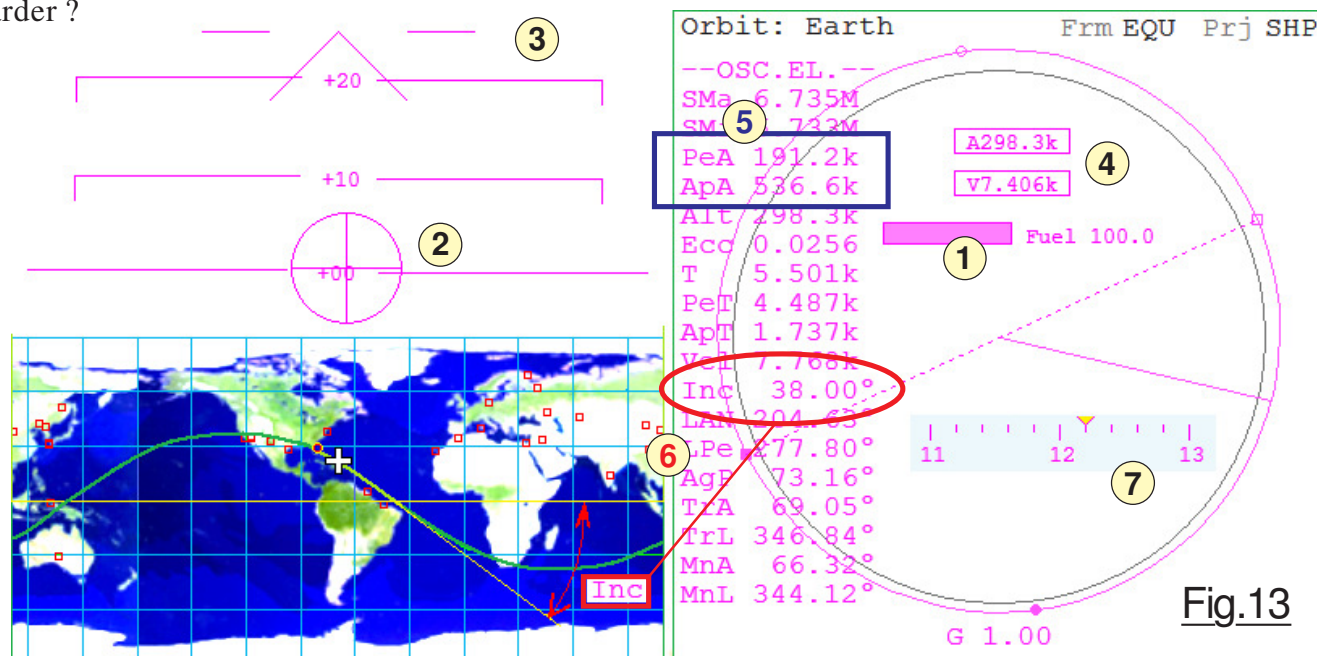 arder ?
3
+20
+10
2
+00
Inc
Orbit: Earth Frm EQU Prj SHP
--OSC.EL.--
SMa 6.735M
5
6.733M
PeA 191.2k
ApA 536.6k
Alt 298.3k
Ecc 0.0256
T 5.501k
PeT 4.487k
ApT 1.737k
Vel 7.768k
Inc 38.00°
LAN 204.63°
6
LPe 277.80°
AgP 73.16°
TrA 69.05°
TrL 346.84°
MnA 66.32°
MnL 344.12°
A298.3k
4
V7.406k
Fuel 100.0
1
11 12 13
7
G 1.00
Fig.13